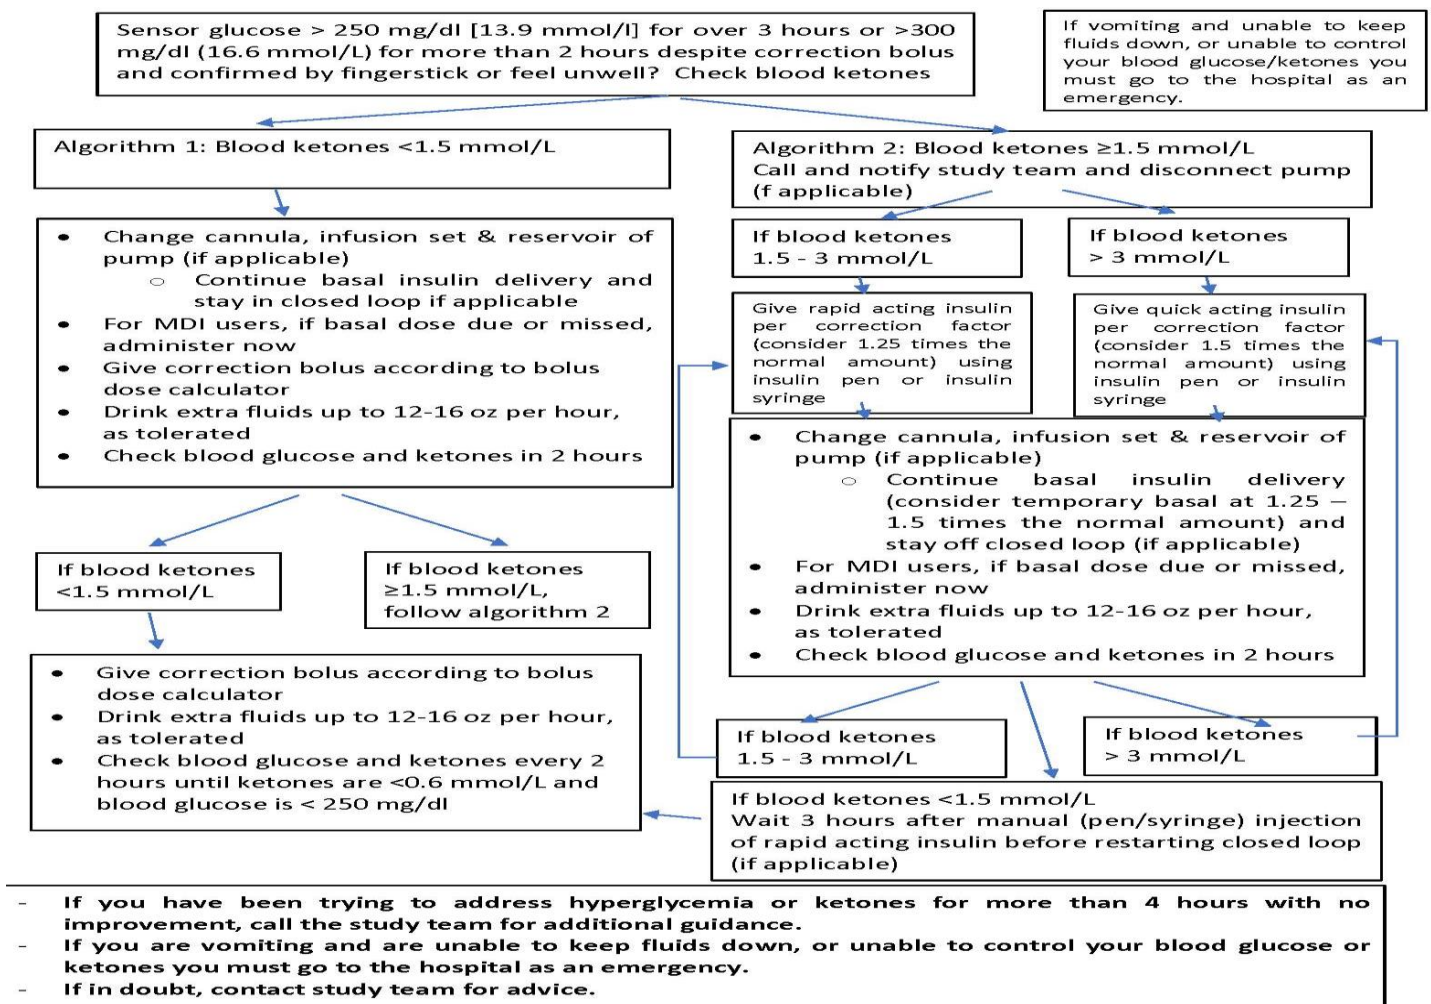 Sensor glucose > 250 mg/dl [13.9 mmol/l] for over 3 hours or >300
mg/dl (16.6 mmol/L) for more than 2 hours despite correction bolus
and confirmed by fingerstick or feel unwell? Check blood ketones
If vomiting and unable to keep
fluids down, or unable to control
your blood glucose/ketones you
must go to the hospital as an
emergency.
Algorithm 1: Blood ketones <1.5 mmol/L
Algorithm 2: Blood ketones ≥1.5 mmol/L
Call and notify study team and disconnect pump
(f applicable)
• Change cannula, infusion set & reservoir of
pump (if applicable)
○ Continue basal insulin delivery and
stay in closed loop if applicable
• For MDI users, if basal dose due or missed,
administer now
• Give correction bolus according to bolus
dose calculator
• Drink extra fluids up to 12-16 oz per hour,
as tolerated
• Check blood glucose and ketones in 2 hours
If blood ketones
1.5 - 3 mmol/L
If blood ketones
> 3 mmol/L
Give rapid acting insulin
per correction factor
(consider 1.25 times the
normal amount) using
insulin pen or insulin
syringe
Give quick acting insulin
per correction factor
(consider 1.5 times the
normal amount) using
insulin pen or insulin
syringe
• Change cannula, infusion set & reservoir of
pump (if applicable)
○ Continue basal insulin delivery
(consider temporary basal at 1.25 –
1.5 times the normal amount) and
stay off closed loop (if applicable)
• For MDI users, if basal dose due or missed,
administer now
• Drink extra fluids up to 12-16 oz per hour,
as tolerated
• Check blood glucose and ketones in 2 hours
If blood ketones
<1.5 mmol/L
If blood ketones
≥1.5 mmol/L,
follow algorithm 2
• Give correction bolus according to bolus
dose calculator
• Drink extra fluids up to 12-16 oz per hour,
as tolerated
• Check blood glucose and ketones every 2
hours until ketones are <0.6 mmol/L and
blood glucose is < 250 mg/dl
If blood ketones
1.5 - 3 mmol/L
If blood ketones
> 3 mmol/L
If blood ketones <1.5 mmol/L
Wait 3 hours after manual (pen/syringe) injection
of rapid acting insulin before restarting closed loop
(if applicable)
- If you have been trying to address hyperglycemia or ketones for more than 4 hours with no
improvement, call the study team for additional guidance.
- If you are vomiting and are unable to keep fluids down, or unable to control your blood glucose or
ketones you must go to the hospital as an emergency.
- If in doubt, contact study team for advice.